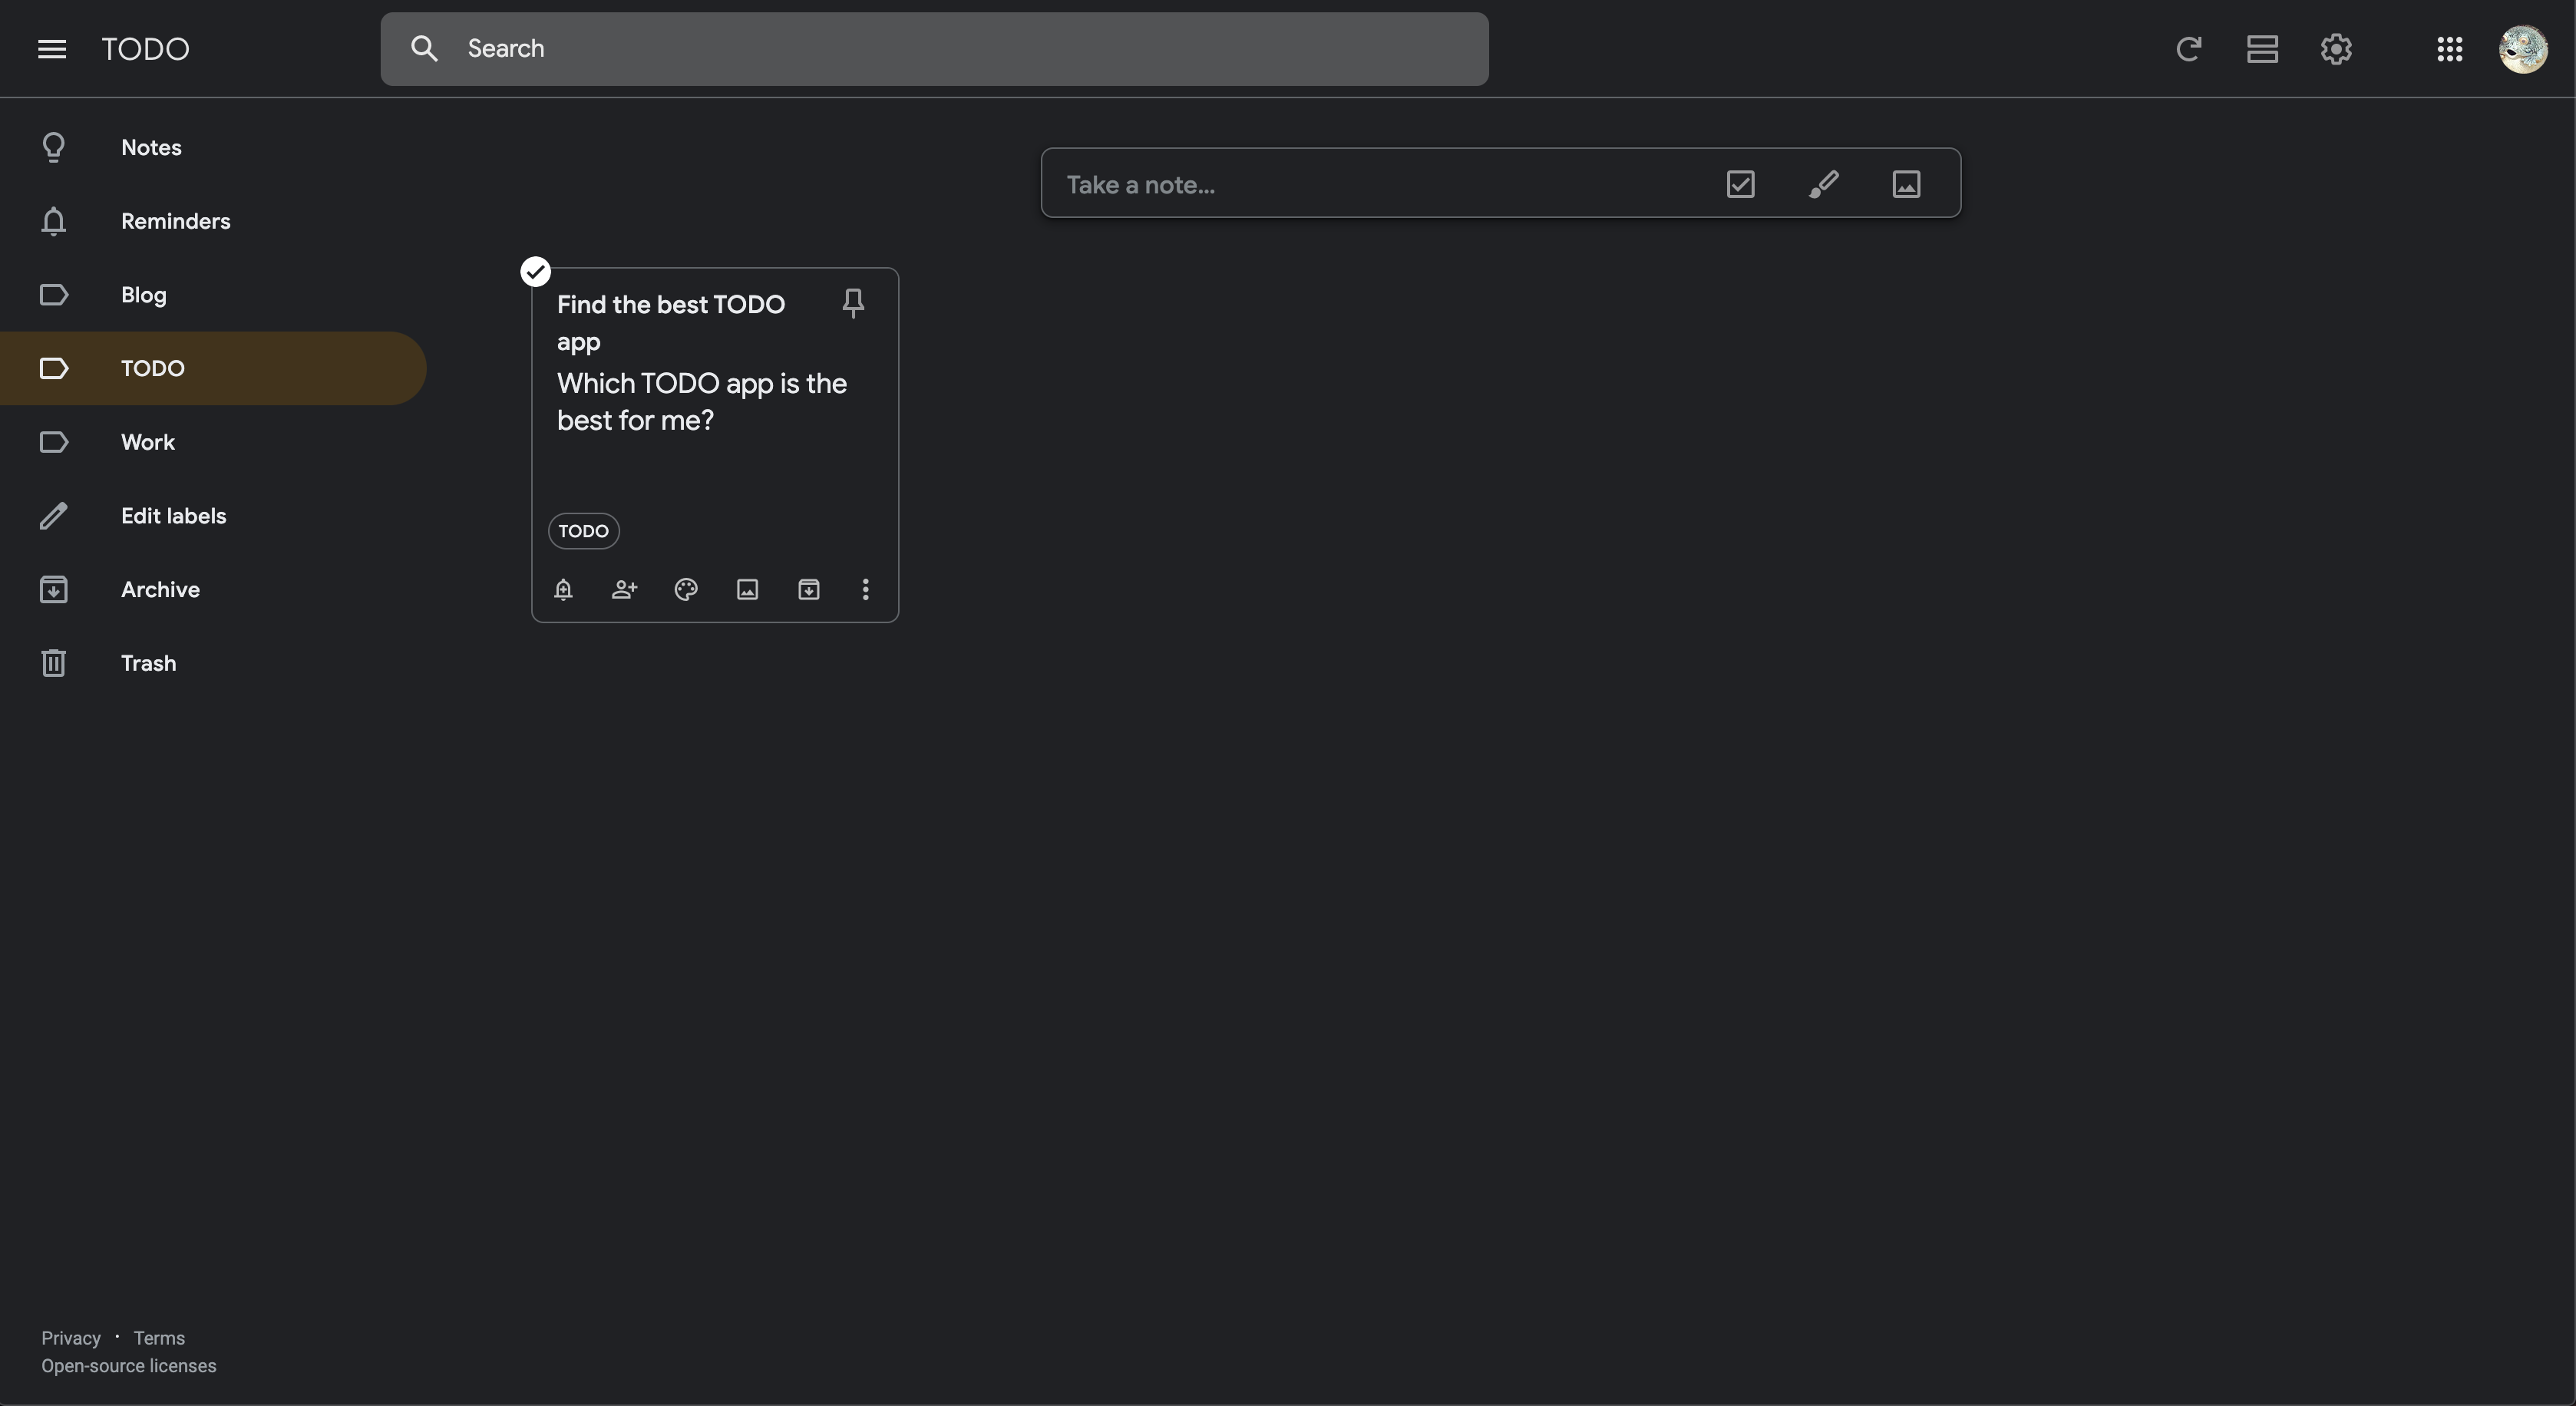 TODO
Search
Notes
Reminders
Blog
TODO
Work
Edit labels
Archive
Trash
Take a note...
Find the best TODO
app
Which TODO app is the
best for me?
TODO
Privacy · Terms
Open-source licenses